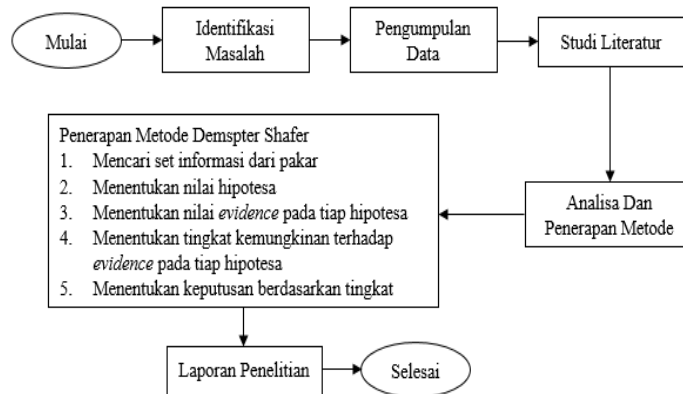 Mulai
Identifikasi
Masalah
Pengumpulan
Data
Studi Literatur
Analisa Dan
Penerapan Metode
Penerapan Metode Demspter Shafer
1. Mencari set informasi dari pakar
2. Menentukan nilai hipotesa
3. Menentukan nilai evidence pada tiap hipotesa
4. Menentukan tingkat kemungkinan terhadap
evidence pada tiap hipotesa
5. Menentukan keputusan berdasarkan tingkat
Laporan Penelitian
Selesai